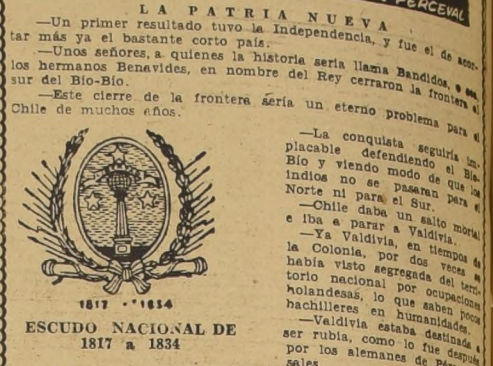 PERCEVAL
LA PATRIA NUEVA
—Un primer resultado tuvo la Independencia, y fue el de acor-
tar más ya el bastante corto país.
—Unos señores, a quienes la historia seria llama Bandidos, o sea
los hermanos Benavides, en nombre del Rey cerraron la frontera al
sur del Bío-Bío.
—Este cierre de la frontera sería un eterno problema para el
Chile de muchos años.
1817 1834
ESCUDO NACIONAL DE
1817 a 1834
—La conquista seguiría im-
placable defendiendo el Bío-
Bío y viendo modo de que los
indios no se pasaran para el
Norte ni para el Sur.
—Chile daba un salto mortal
e iba a parar a Valdivia.
—Ya Valdivia, en tiempos de
la Colonia, por dos veces se
había visto segregada del terri-
torio nacional por ocupaciones
holandesas, lo que saben pocos
bachilleres en humanidades.
—Valdivia estaba destinada a
ser rubia, como lo fue después
por los alemanes de
sales.